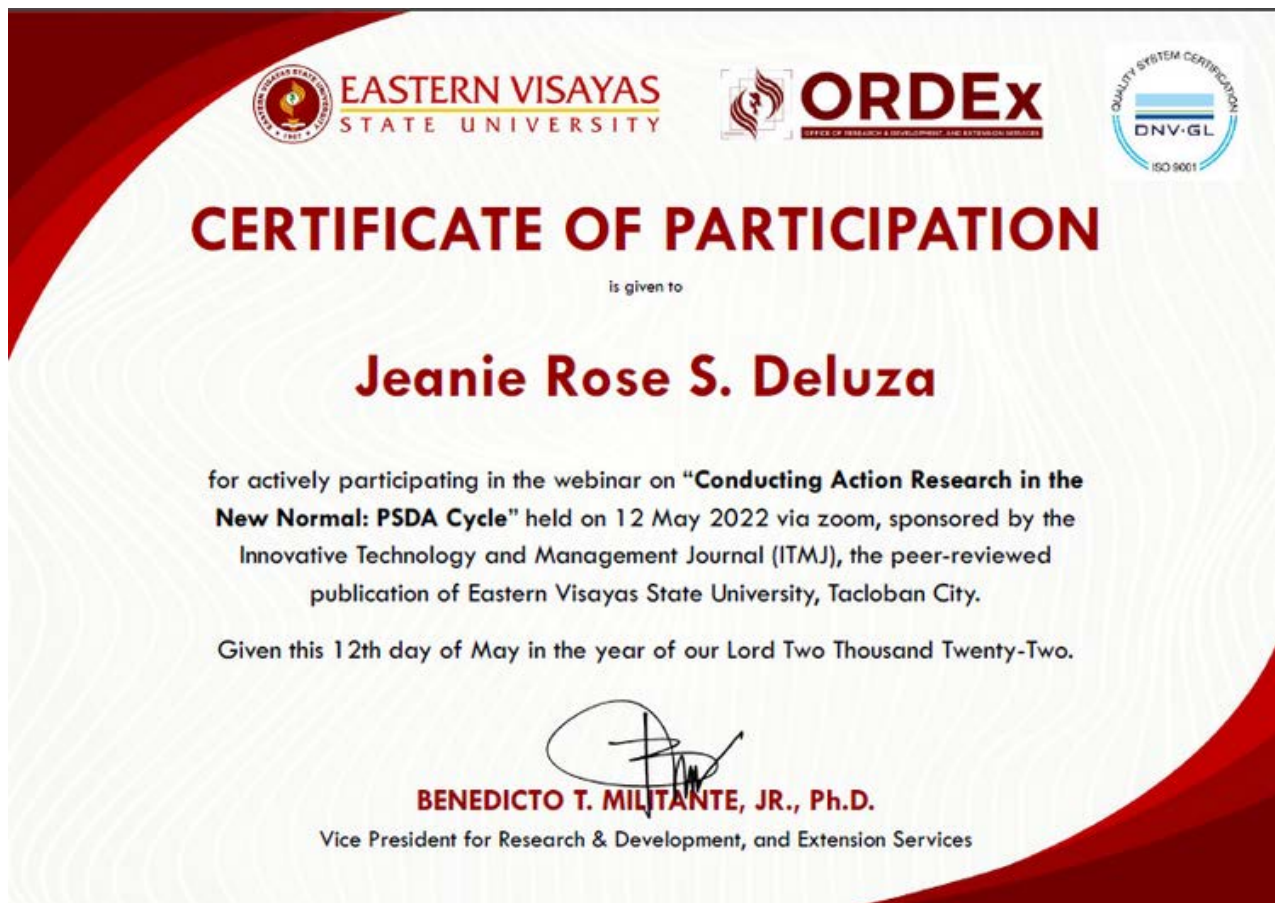 EASTERN VISAYAS STATE UNIVERSITY
1907
EASTERN VISAYAS
STATE UNIVERSITY
ORDEx
OFFICE OF RESEARCH & DEVELOPMENT, AND EXTENSION SERVICES
QUALITY SYSTEM CERTIFICATION
DNV·GL
ISO 9001
CERTIFICATE OF PARTICIPATION
is given to
Jeanie Rose S. Deluza
for actively participating in the webinar on “Conducting Action Research in the
New Normal: PSDA Cycle” held on 12 May 2022 via zoom, sponsored by the
Innovative Technology and Management Journal (ITMJ), the peer-reviewed
publication of Eastern Visayas State University, Tacloban City.
Given this 12th day of May in the year of our Lord Two Thousand Twenty-Two.
BENEDICTO T. MILITANTE, JR., Ph.D.
Vice President for Research & Development, and Extension Services